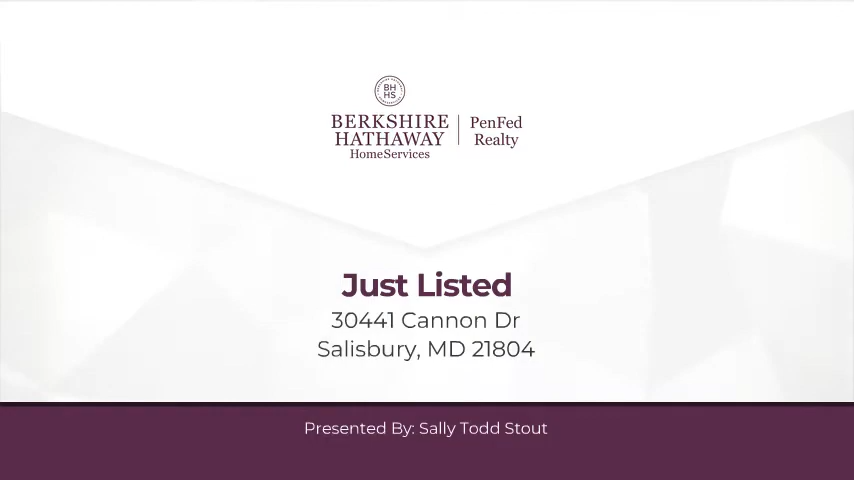 BH
HS
BERKSHIRE
HATHAWAY
HomeServices
PenFed
Realty
Just Listed
30441 Cannon Dr
Salisbury, MD 21804
Presented By: Sally Todd Stout